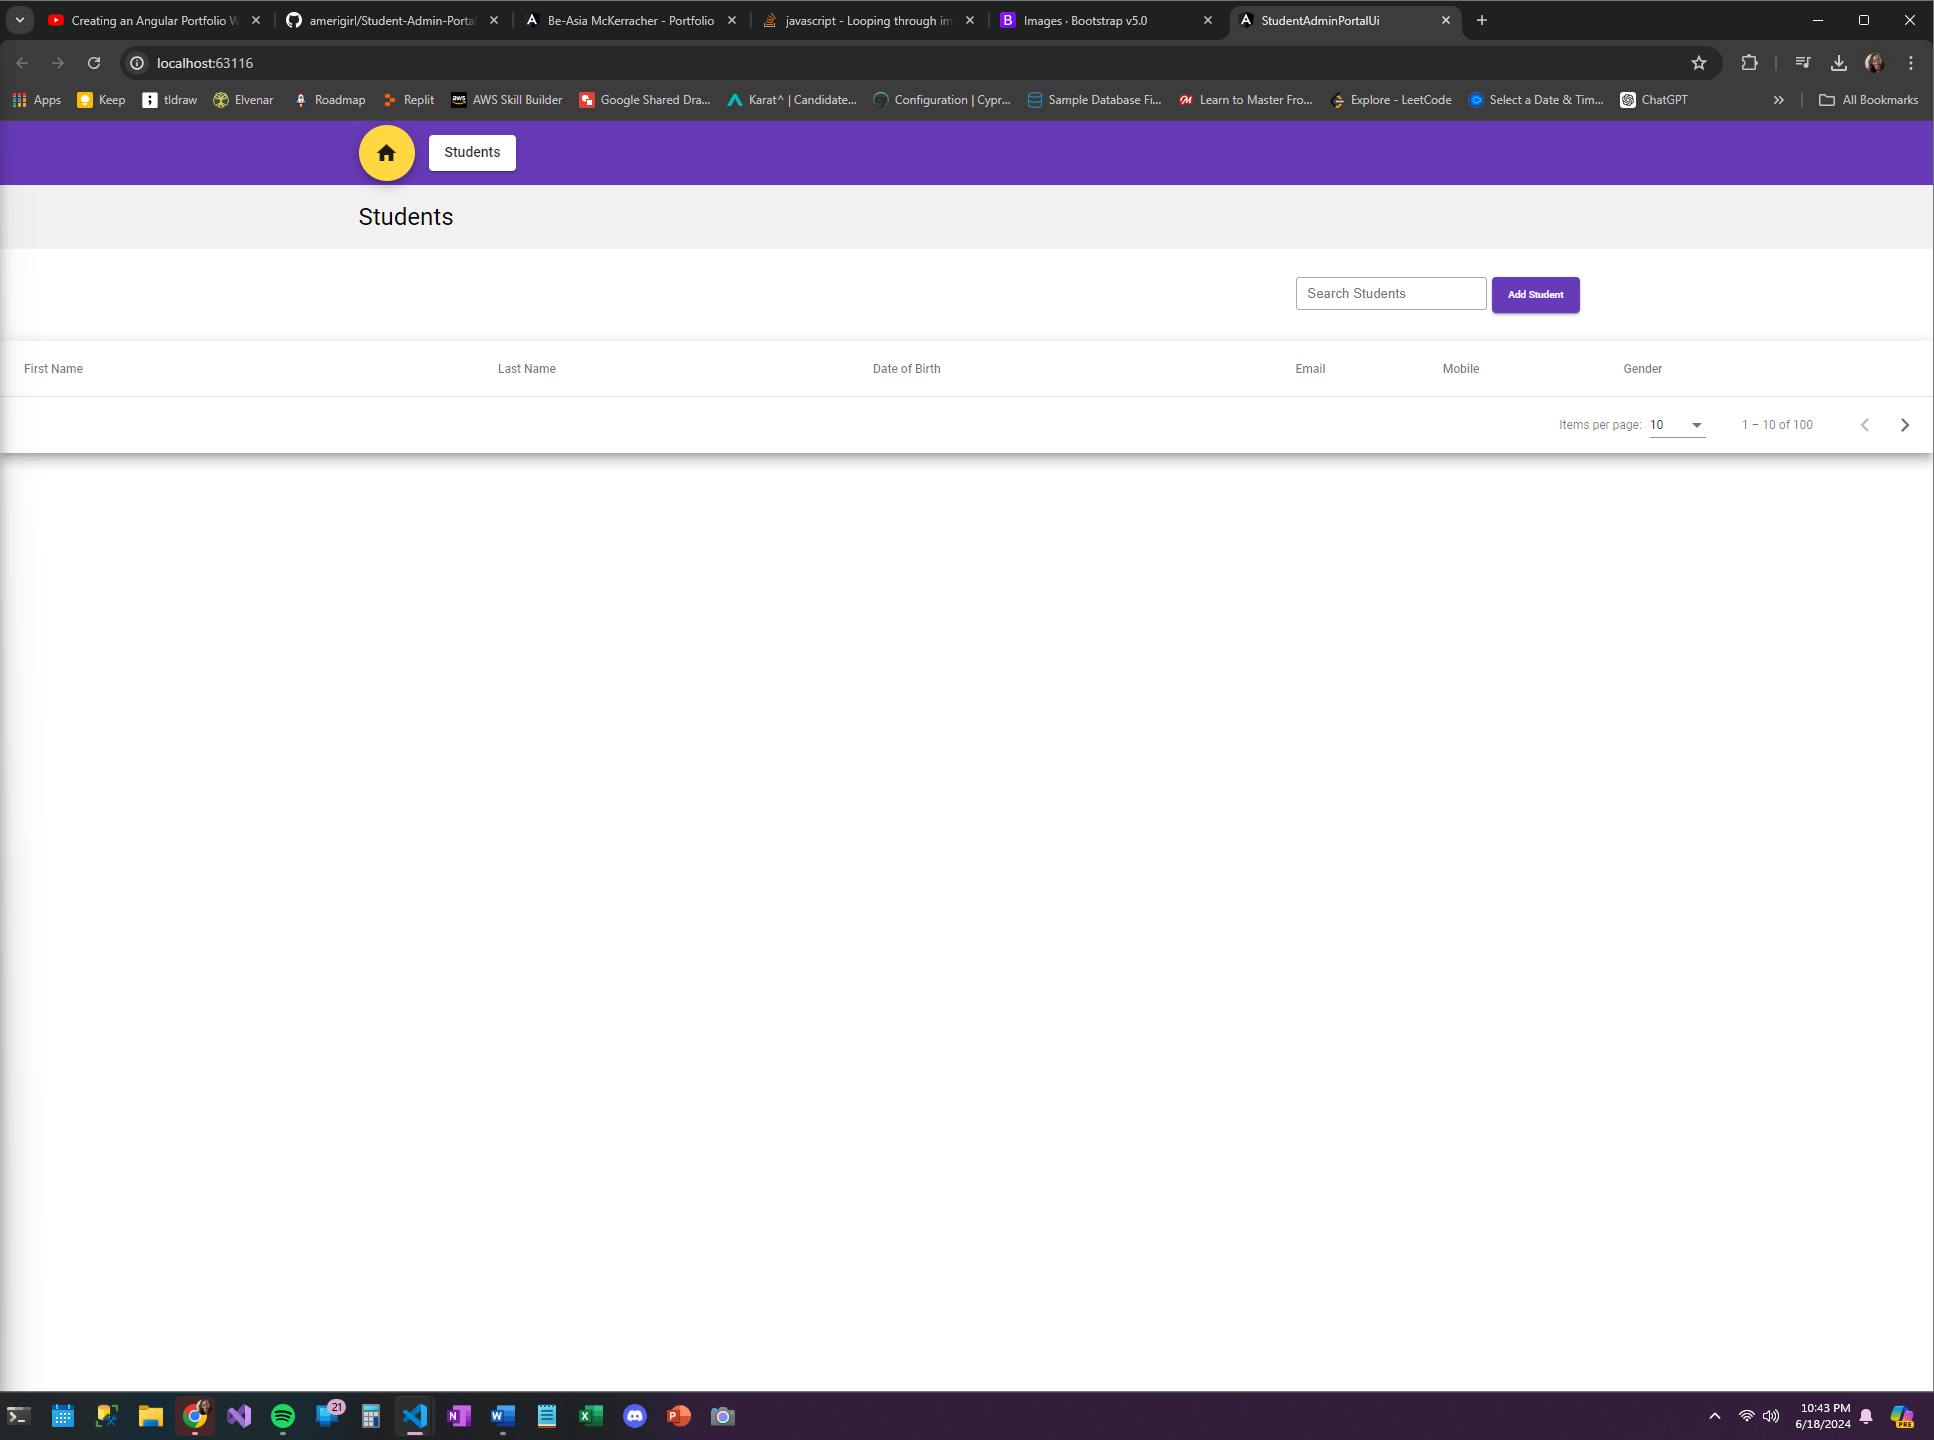 Creating an Angular Portfolio W
amerigirl/Student-Admin-Porta
Be-Asia McKerracher - Portfolio
javascript - Looping through im
Images · Bootstrap v5.0
StudentAdminPortalUi
localhost:63116
Apps
Keep
tldraw
Elvenar
Roadmap
Replit
AWS Skill Builder
Google Shared Dra...
Karat^ | Candidate...
Configuration | Cypr...
Sample Database Fi...
Learn to Master Fro...
Explore - LeetCode
Select a Date & Tim...
ChatGPT
All Bookmarks
Students
Students
Search Students
Add Student
First Name Last Name Date of Birth Email Mobile Gender
Items per page: 10 1 – 10 of 100
21
10:43 PM
6/18/2024
PRE